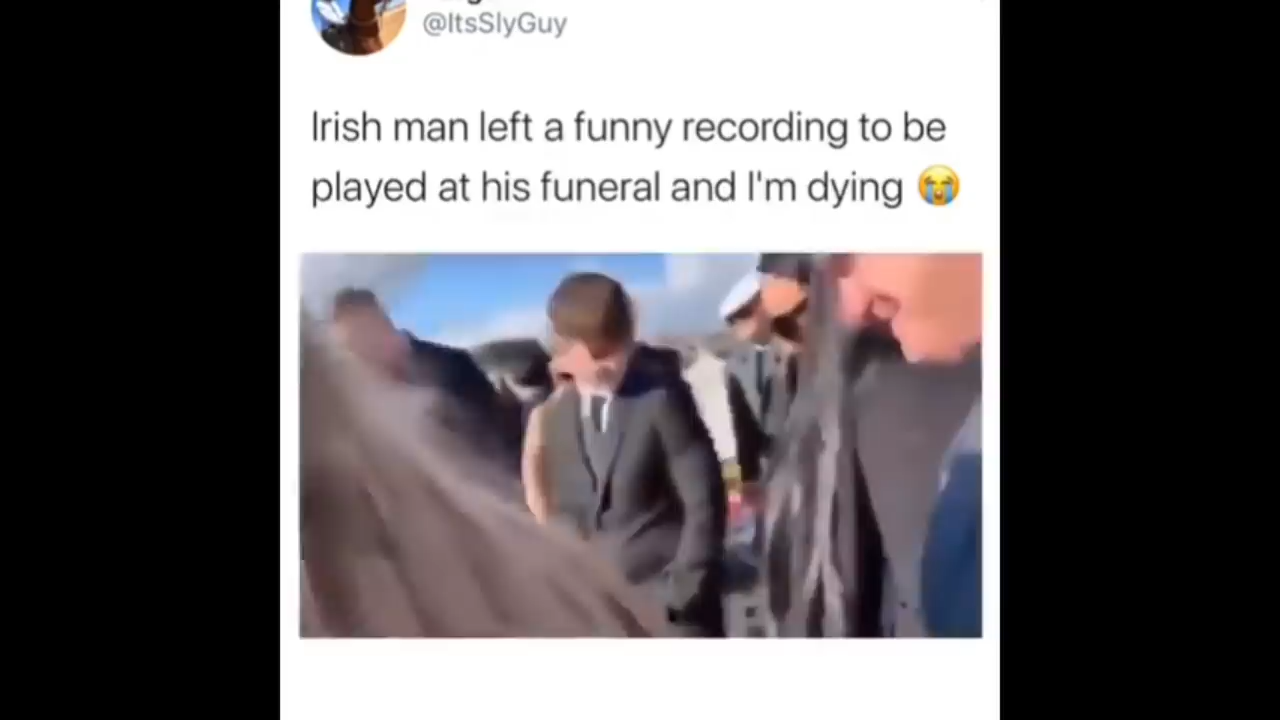 @ItsSlyGuy
Irish man left a funny recording to be
played at his funeral and I'm dying 😭